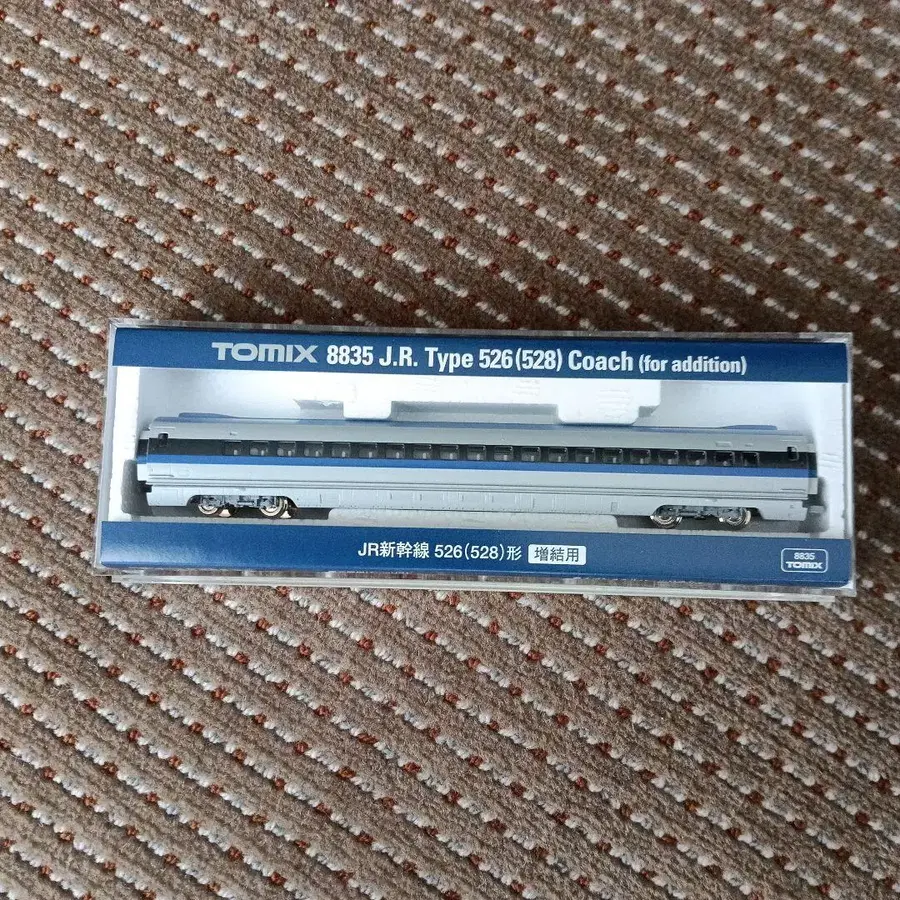 TOMIX 8835 J.R. Type 526(528) Coach (for addition)
JR新幹線 526(528)形 増結用
8835
TOMIX